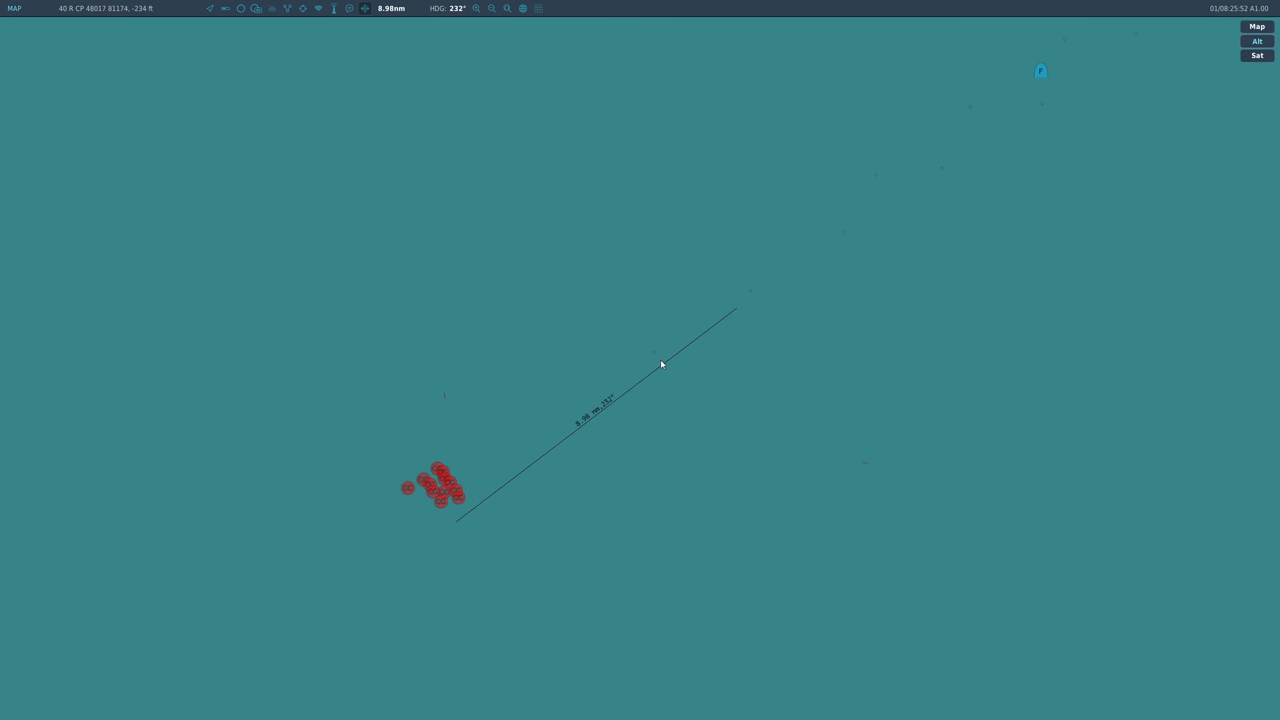 MAP 40 R CP 48017 81174, -234 ft 8.98nm HDG: 232° 01/08:25:52 A1.00
Map
Alt
Sat
F
8.98 nm,232°